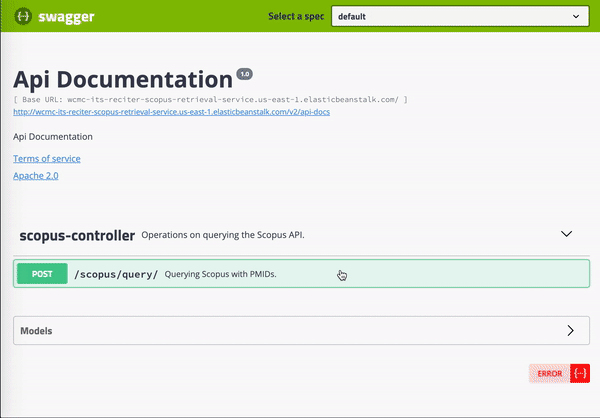 swagger
Select a spec default
Api Documentation 1.0
[ Base URL: wcmc-its-reciter-scopus-retrieval-service.us-east-1.elasticbeanstalk.com/ ]
http://wcmc-its-reciter-scopus-retrieval-service.us-east-1.elasticbeanstalk.com/v2/api-docs
Api Documentation
Terms of service
Apache 2.0
scopus-controller Operations on querying the Scopus API.
POST /scopus/query/ Querying Scopus with PMIDs.
Models
ERROR {...}